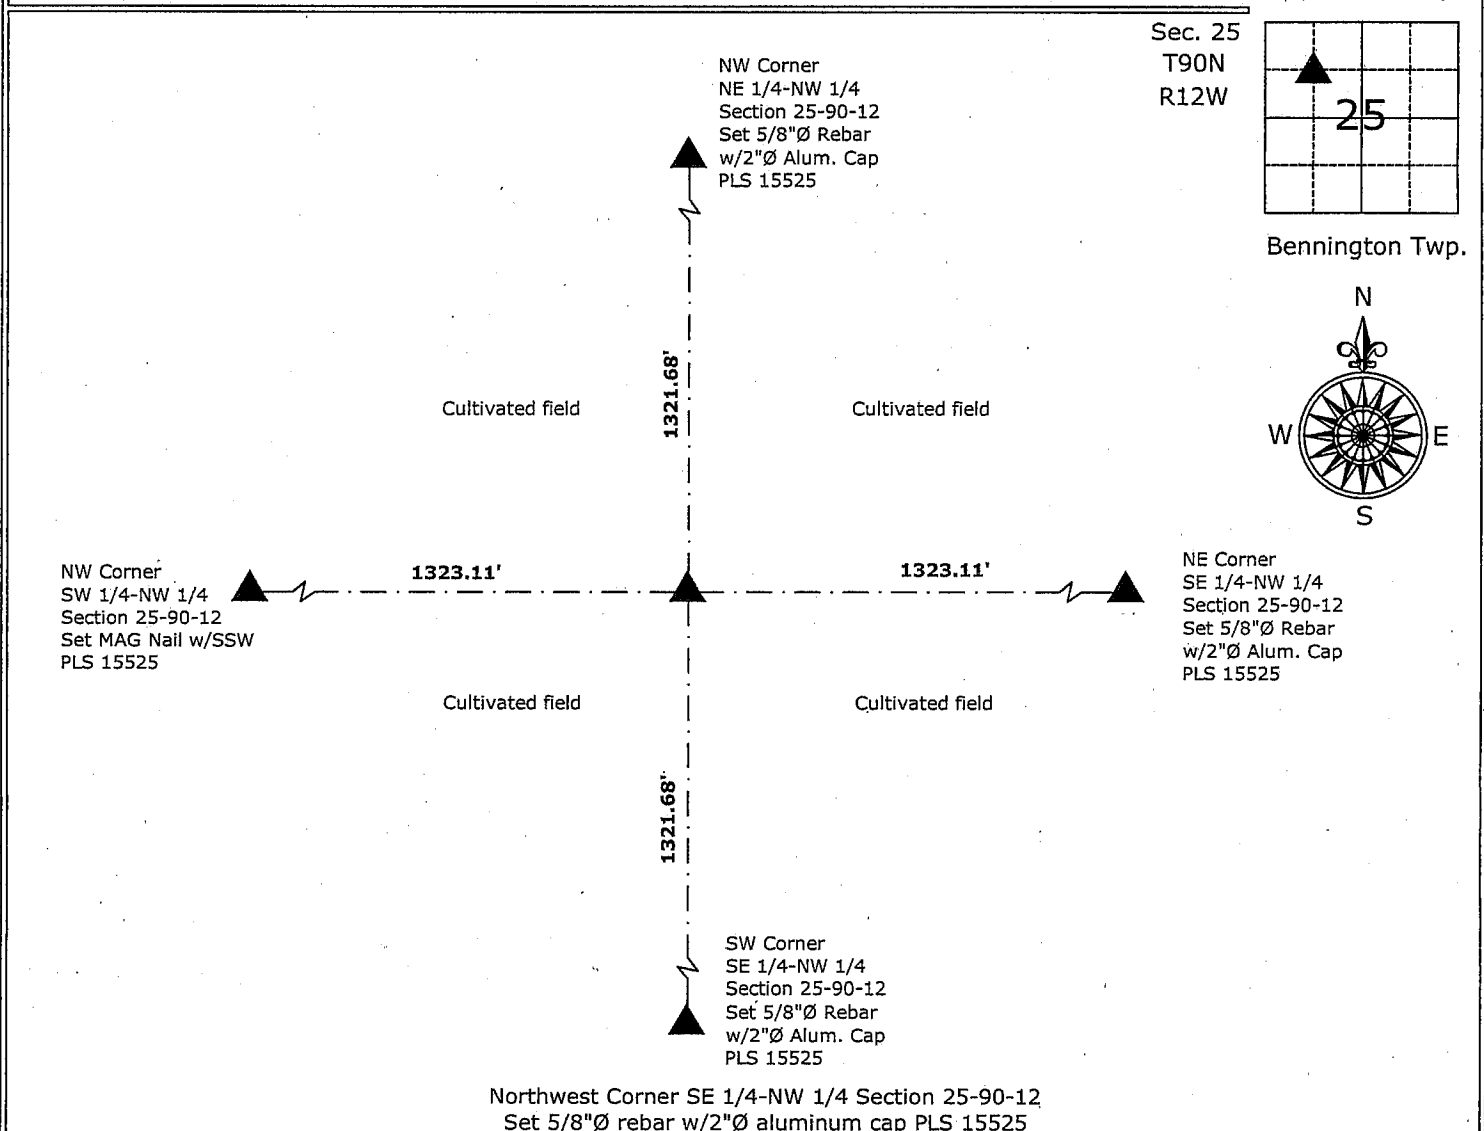 NW Corner
NE 1/4-NW 1/4
Section 25-90-12
Set 5/8"Ø Rebar
w/2"Ø Alum. Cap
PLS 15525
Sec. 25
T90N
R12W
25
Bennington Twp.
N
W
E
S
1321.68'
Cultivated field
Cultivated field
NW Corner
SW 1/4-NW 1/4
Section 25-90-12
Set MAG Nail w/SSW
PLS 15525
1323.11'
1323.11'
NE Corner
SE 1/4-NW 1/4
Section 25-90-12
Set 5/8"Ø Rebar
w/2"Ø Alum. Cap
PLS 15525
Cultivated field
Cultivated field
1321.68'
SW Corner
SE 1/4-NW 1/4
Section 25-90-12
Set 5/8"Ø Rebar
w/2"Ø Alum. Cap
PLS 15525
Northwest Corner SE 1/4-NW 1/4 Section 25-90-12
Set 5/8"Ø rebar w/2"Ø aluminum cap PLS 15525